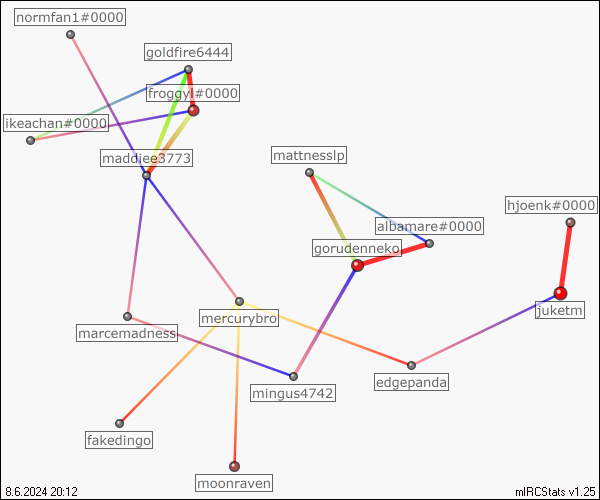 normfan1#0000
goldfire6444
froggyl#0000
ikeachan#0000
maddiee3773
mattnesslp
hjoenk#0000
albamare#0000
gorudenneko
juketm
mercurybro
marcemadness
edgepanda
mingus4742
fakedingo
moonraven
8.6.2024 20:12
mIRCStats v1.25